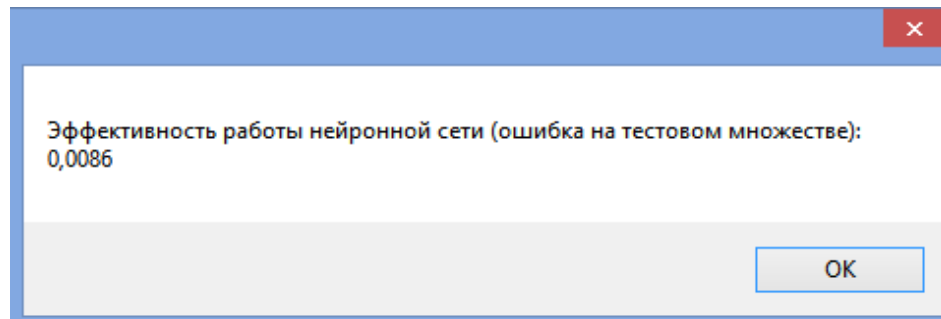 Эффективность работы нейронной сети (ошибка на тестовом множестве):
0,0086
OK